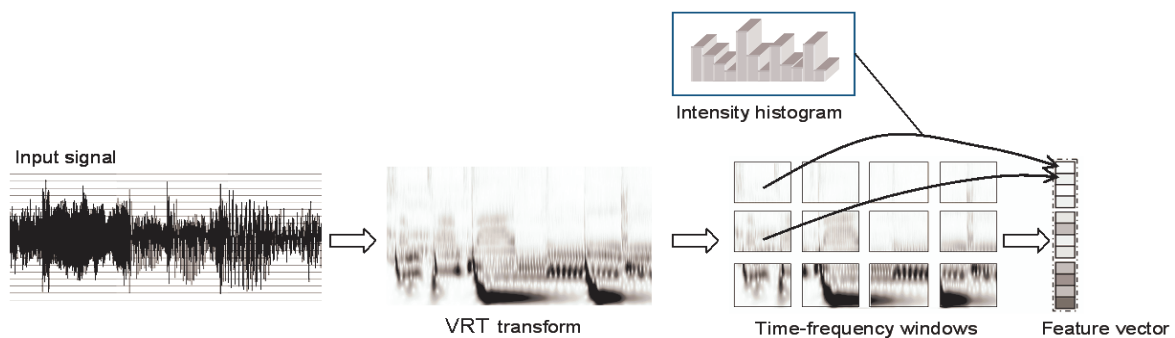 Intensity histogram
Input signal
VRT transform
Time-frequency windows
Feature vector